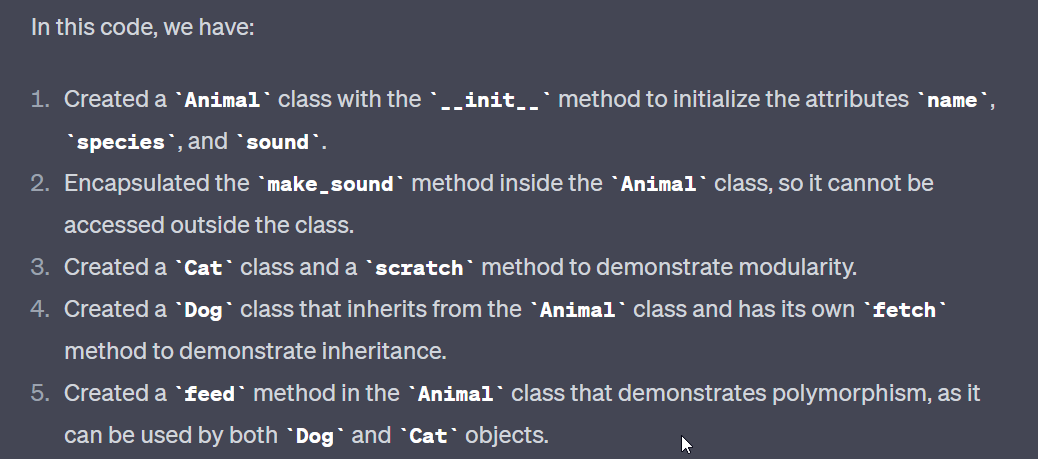 In this code, we have:
1. Created a `Animal` class with the `__init__` method to initialize the attributes `name`,
`species`, and `sound`.
2. Encapsulated the `make_sound` method inside the `Animal` class, so it cannot be
accessed outside the class.
3. Created a `Cat` class and a `scratch` method to demonstrate modularity.
4. Created a `Dog` class that inherits from the `Animal` class and has its own `fetch`
method to demonstrate inheritance.
5. Created a `feed` method in the `Animal` class that demonstrates polymorphism, as it
can be used by both `Dog` and `Cat` objects.